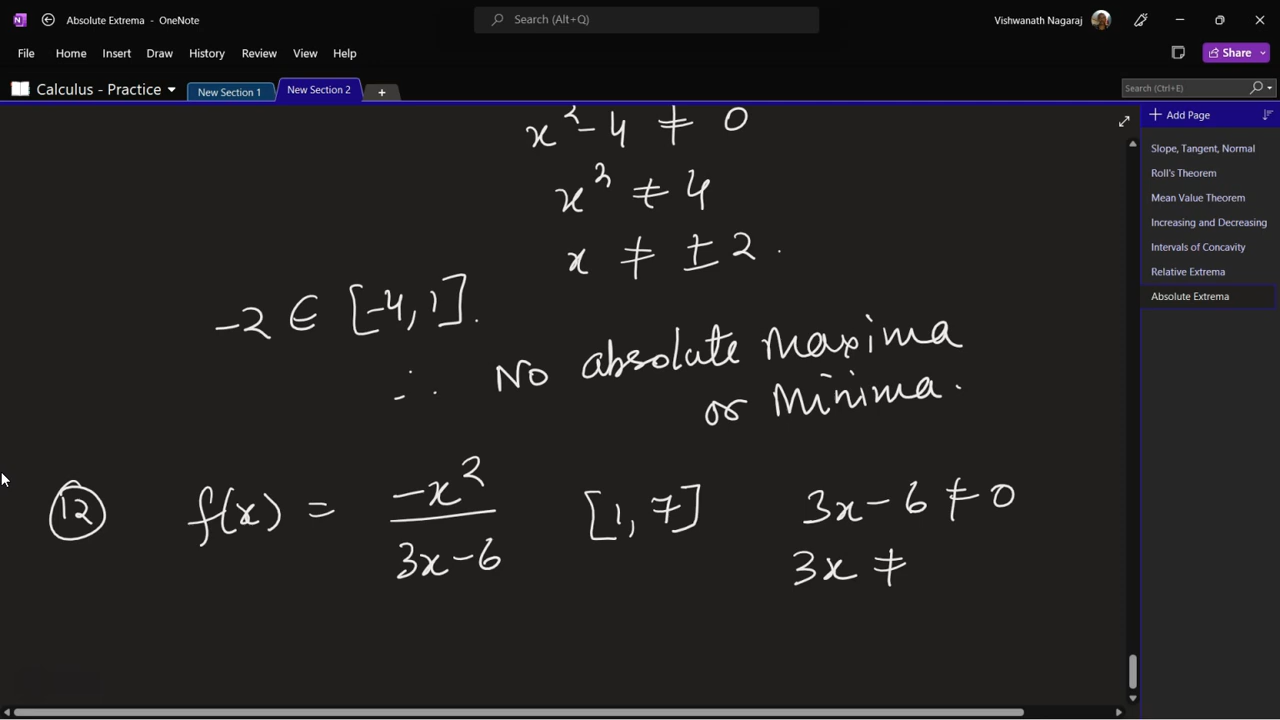 Absolute Extrema - OneNote
Search (Alt+Q)
Vishwanath Nagaraj
File Home Insert Draw History Review View Help
Share
Calculus - Practice
New Section 1
New Section 2
+
Search (Ctrl+E)
Add Page
Slope, Tangent, Normal
Roll's Theorem
Mean Value Theorem
Increasing and Decreasing
Intervals of Concavity
Relative Extrema
Absolute Extrema
x² - 4 ≠ 0
x² ≠ 4
x ≠ ±2.
-2 ∈ [-4, 1].
∴ No absolute maxima
or minima.
12 f(x) = -x² / 3x-6 [1, 7] 3x - 6 ≠ 0
3x ≠